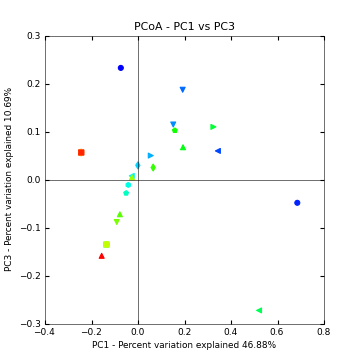 PCoA - PC1 vs PC3
0.3
0.2
0.1
0.0
−0.1
−0.2
−0.3
PC3 - Percent variation explained 10.69%
−0.4 −0.2 0.0 0.2 0.4 0.6 0.8
PC1 - Percent variation explained 46.88%